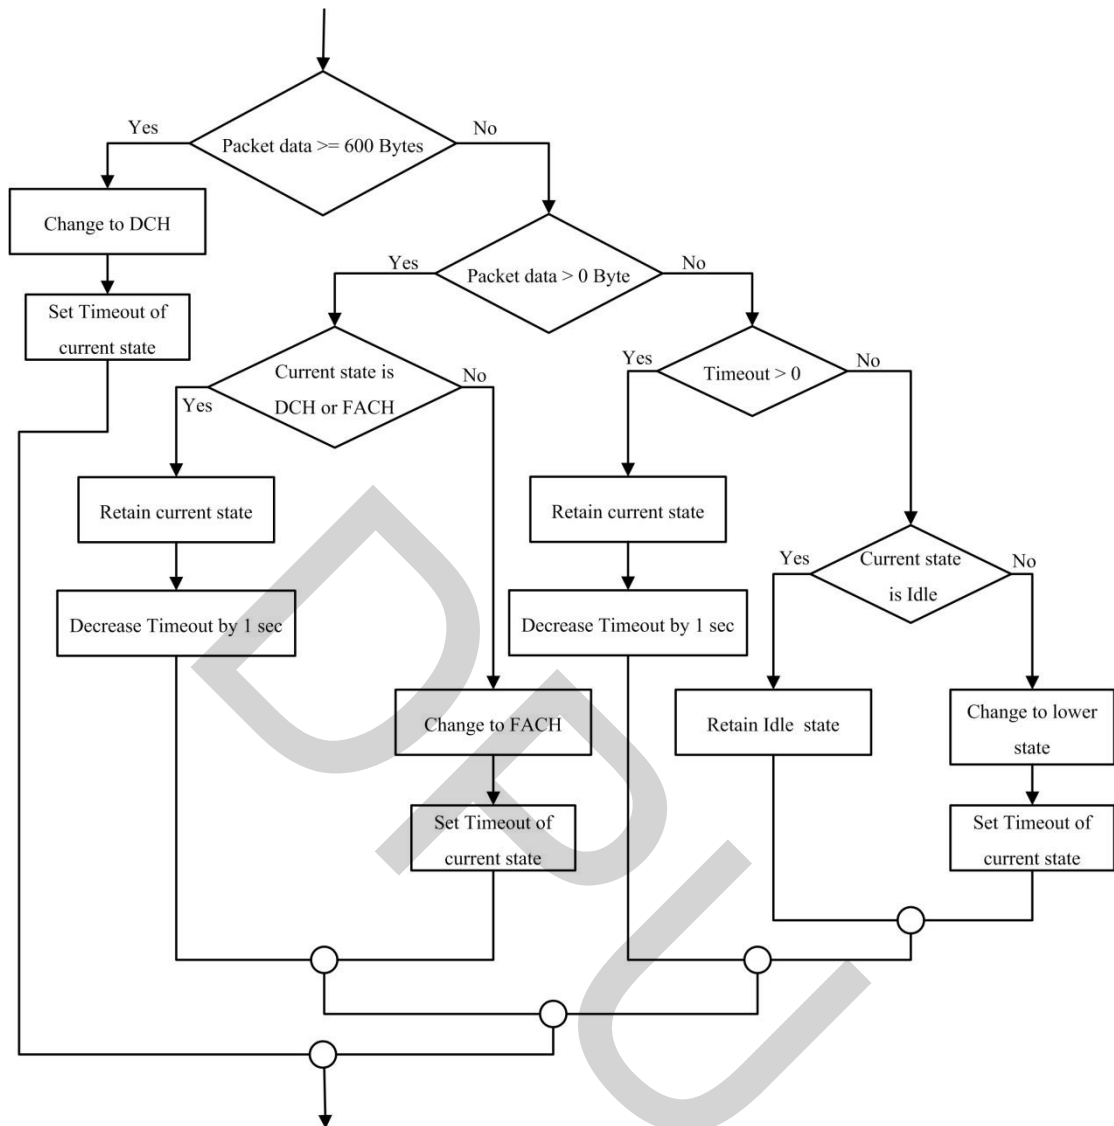 Yes
Packet data >= 600 Bytes
No
Change to DCH
Set Timeout of
current state
Yes
Packet data > 0 Byte
No
Current state is
DCH or FACH
Yes
No
Yes
Timeout > 0
No
Retain current state
Decrease Timeout by 1 sec
Change to FACH
Set Timeout of
current state
Retain current state
Decrease Timeout by 1 sec
Yes
Current state
is Idle
No
Retain Idle state
Change to lower
state
Set Timeout of
current state
DPU